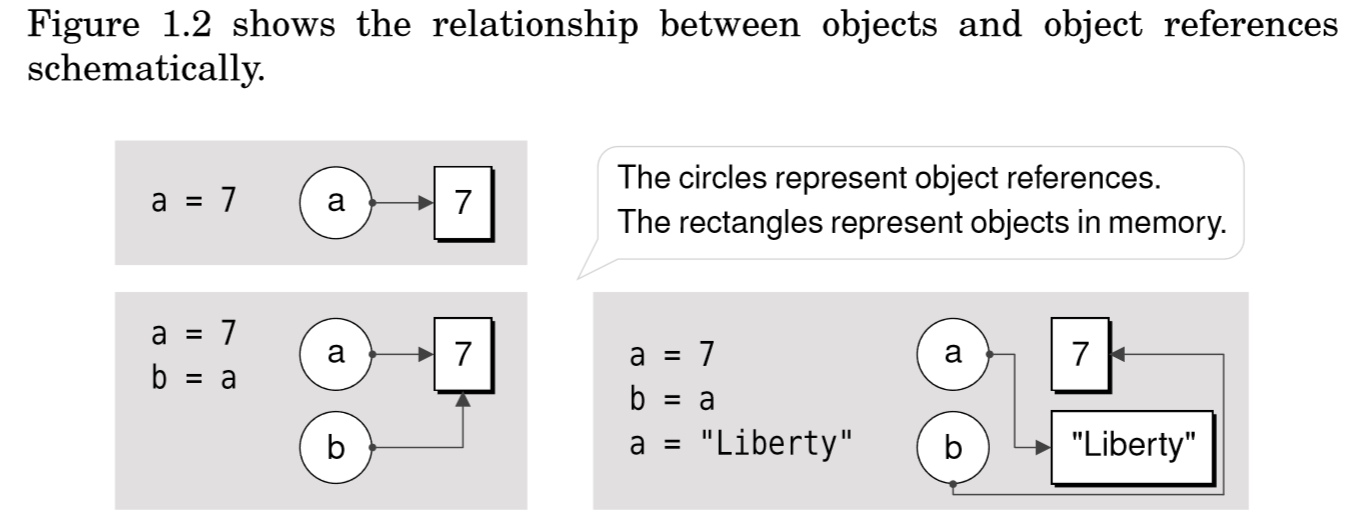 Figure 1.2 shows the relationship between objects and object references
schematically.
a = 7
a
7
The circles represent object references.
The rectangles represent objects in memory.
a = 7
b = a
a
7
b
a = 7
b = a
a = "Liberty"
a
7
b
"Liberty"